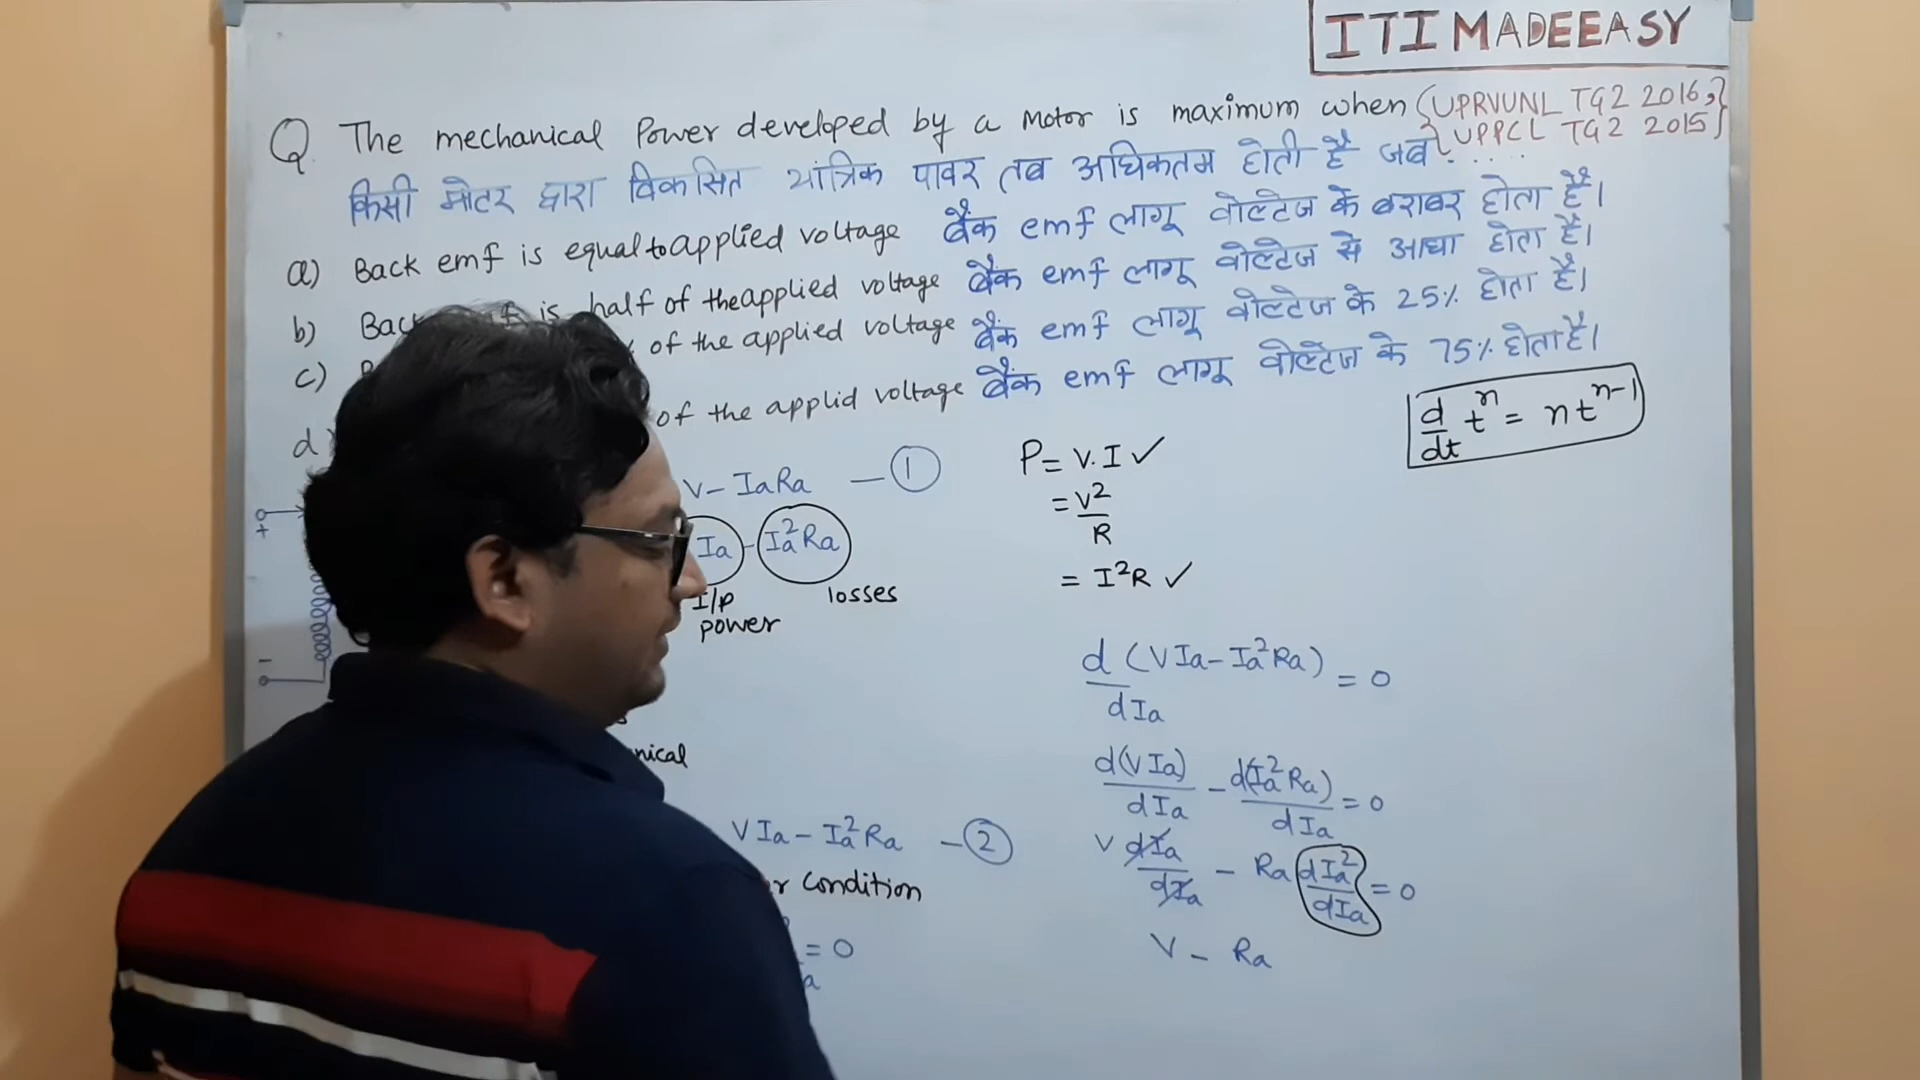 ITI MADEEASY
Q. The mechanical Power developed by a Motor is maximum when {UPRVUNL TG2 2016,
UPPCL TG2 2015}
किसी मोटर द्वारा विकसित यांत्रिक पावर तब अधिकतम होती है जब.....
a) Back emf is equal to applied voltage बैक emf लागू वोल्टेज के बराबर होता है।
b) Back is half of the applied voltage बैक emf लागू वोल्टेज से आधा होता है।
c) of the applied voltage बैक emf लागू वोल्टेज के 25% होता है।
d) of the applid voltage बैक emf लागू वोल्टेज के 75% होता है।
d/dt t^n = n t^(n-1)
V - IaRa — ①
Ia - Ia²Ra
I/P power
losses
P = V.I ✓
= V²/R
= I²R ✓
+
-
nical
VIa - Ia²Ra — ②
condition
= 0
a
d/dIa (VIa - Ia²Ra) = 0
d(VIa)/dIa - d(Ia²Ra)/dIa = 0
V dIa/dIa - Ra dIa²/dIa = 0
V - Ra